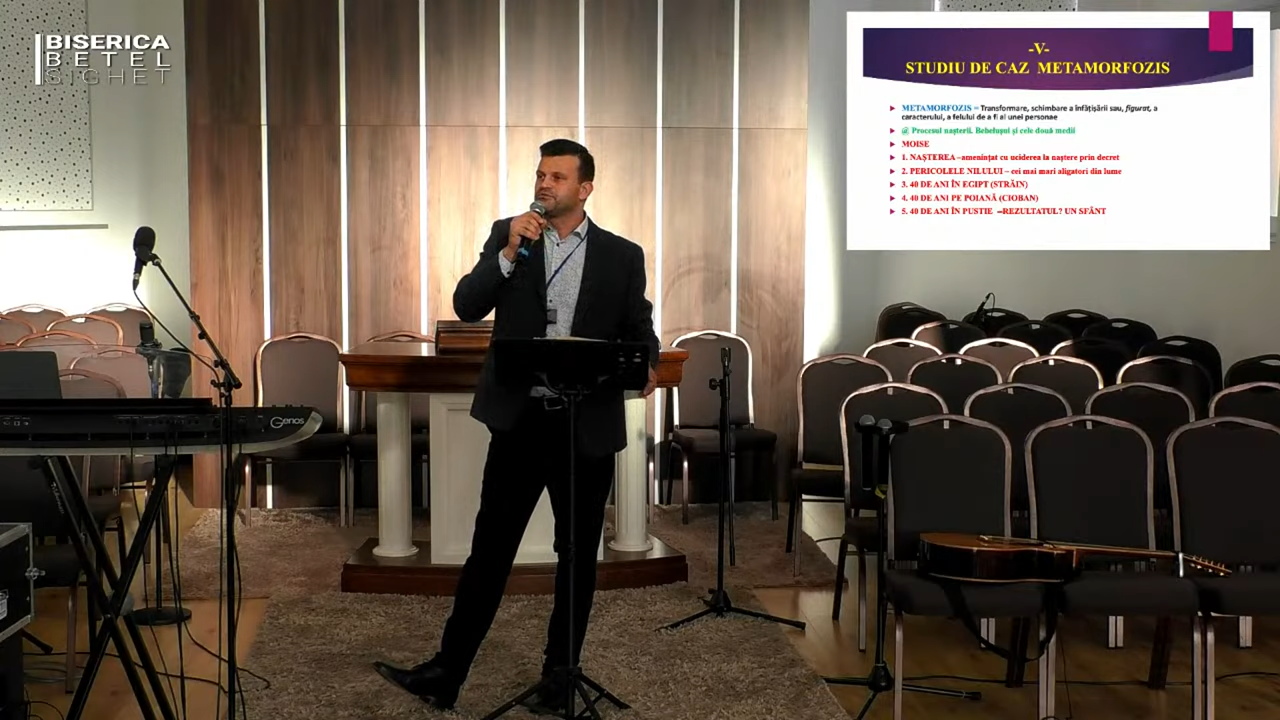 BISERICA
BETEL
SIGHET
-V-
STUDIU DE CAZ METAMORFOZIS
METAMORFOZIS = Transformare, schimbare a înfățișării sau, figurat, a
caracterului, a felului de a fi al unei persoane
@ Procesul nașterii. Bebelușul și cele două medii
MOISE
1. NAȘTEREA –amenințat cu uciderea la naștere prin decret
2. PERICOLELE NILULUI – cei mai mari aligatori din lume
3. 40 DE ANI ÎN EGIPT (STRĂIN)
4. 40 DE ANI PE POIANĂ (CIOBAN)
5. 40 DE ANI ÎN PUSTIE –REZULTATUL? UN SFÂNT
Genos